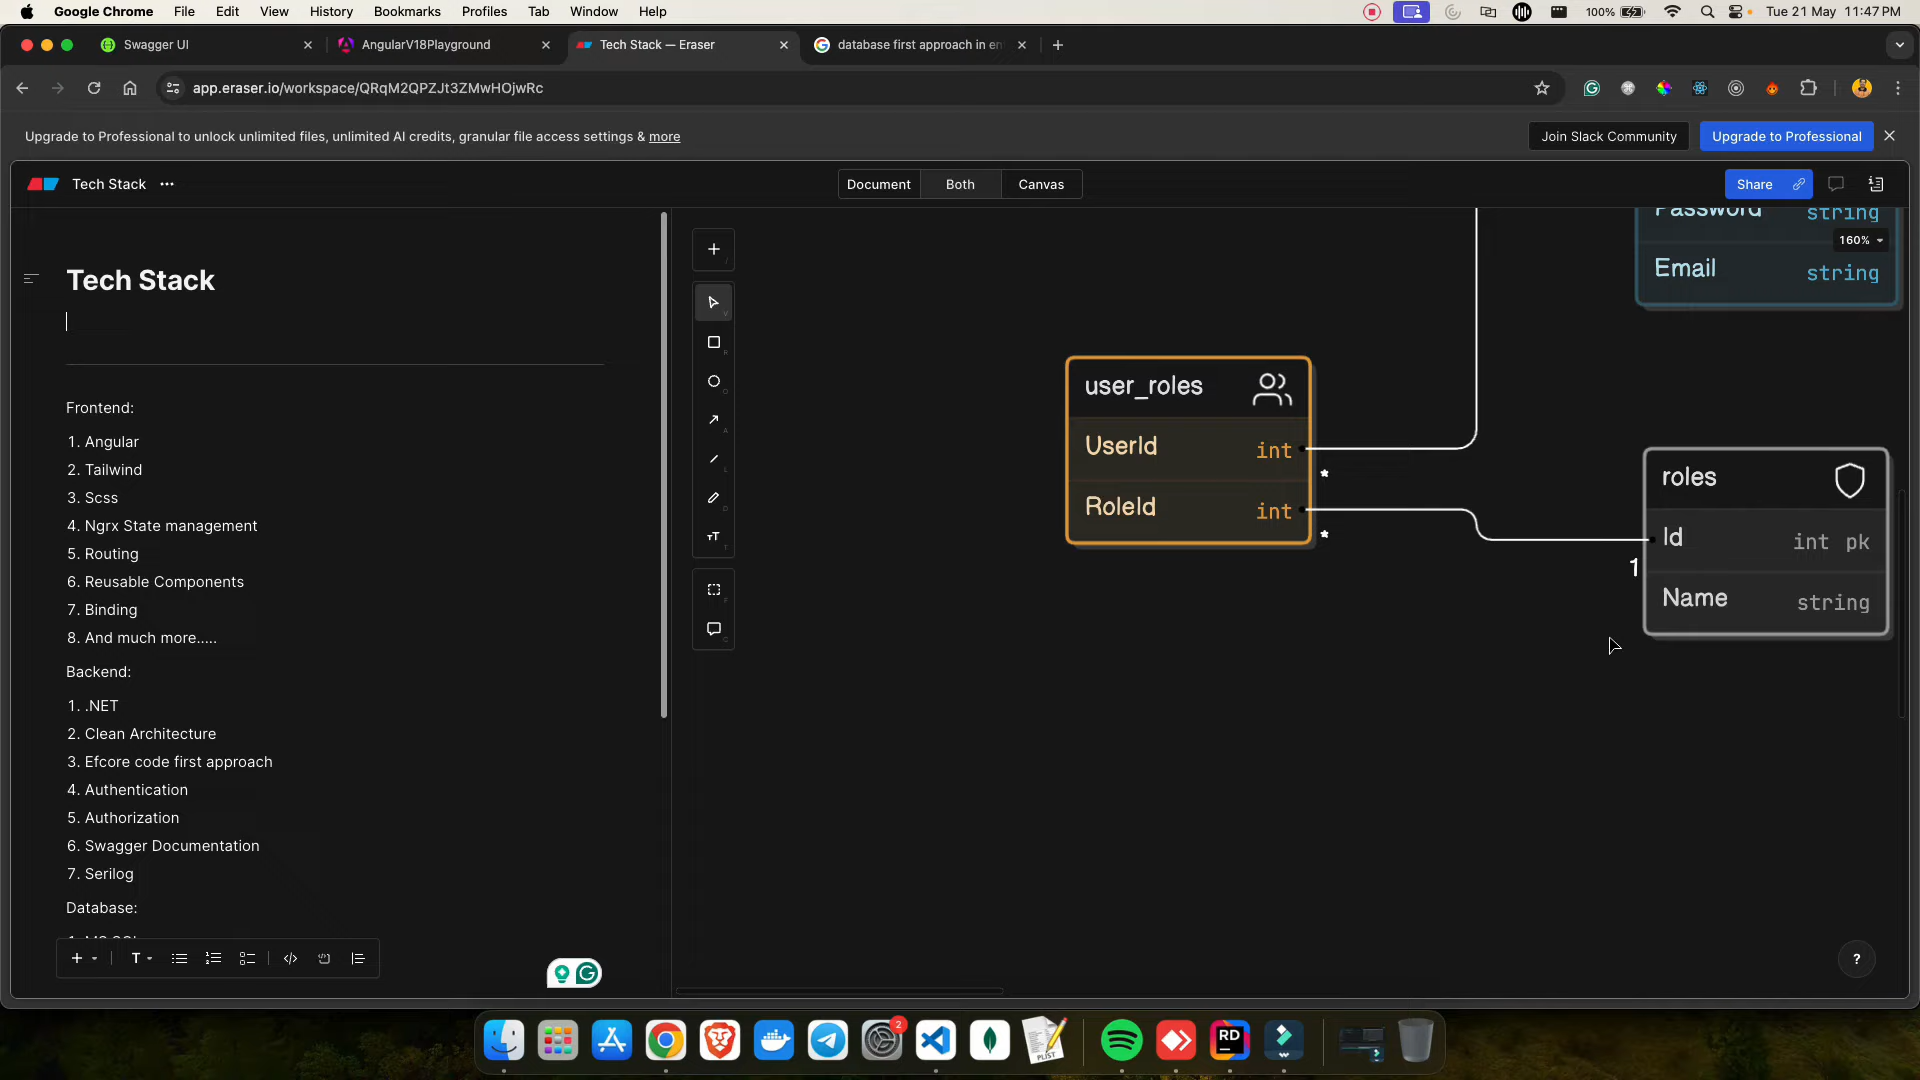 Google Chrome File Edit View History Bookmarks Profiles Tab Window Help 100% Tue 21 May 11:47 PM
Swagger UI AngularV18Playground Tech Stack — Eraser database first approach in en
app.eraser.io/workspace/QRqM2QPZJt3ZMwHOjwRc
Upgrade to Professional to unlock unlimited files, unlimited AI credits, granular file access settings & more Join Slack Community Upgrade to Professional
Tech Stack ... Document Both Canvas Share
Tech Stack
Frontend:
1. Angular
2. Tailwind
3. Scss
4. Ngrx State management
5. Routing
6. Reusable Components
7. Binding
8. And much more.....
Backend:
1. .NET
2. Clean Architecture
3. Efcore code first approach
4. Authentication
5. Authorization
6. Swagger Documentation
7. Serilog
Database:
T
Password string
160%
Email string
user_roles
UserId int
*
RoleId int
*
roles
Id int pk
1
Name string
?
2
PLIST
RD